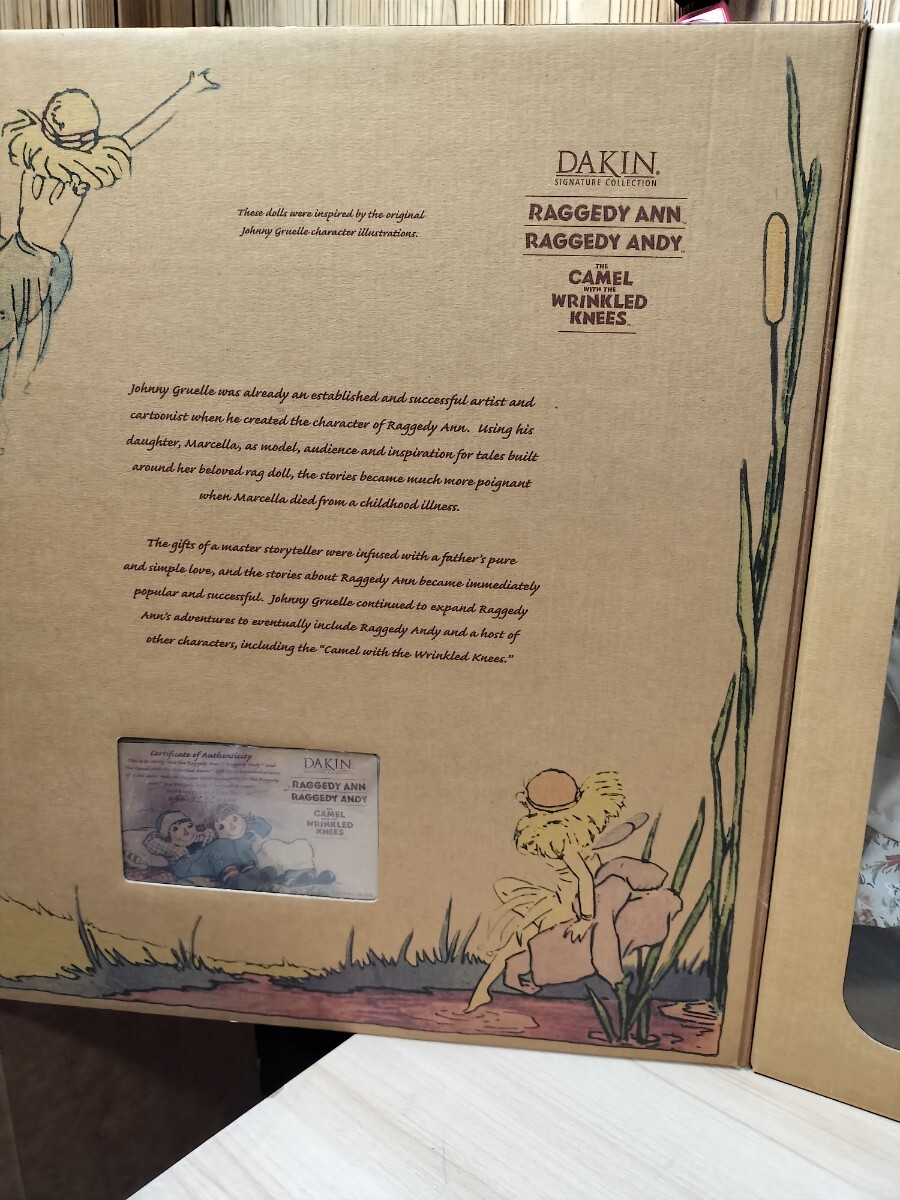 DAKIN®
SIGNATURE COLLECTION
These dolls were inspired by the original
Johnny Gruelle character illustrations.
RAGGEDY ANN™
RAGGEDY ANDY™
THE
CAMEL
WITH THE
WRINKLED
KNEES™
Johnny Gruelle was already an established and successful artist and
cartoonist when he created the character of Raggedy Ann. Using his
daughter, Marcella, as model, audience and inspiration for tales built
around her beloved rag doll, the stories became much more poignant
when Marcella died from a childhood illness.
The gifts of a master storyteller were infused with a father's pure
and simple love, and the stories about Raggedy Ann became immediately
popular and successful. Johnny Gruelle continued to expand Raggedy
Ann's adventures to eventually include Raggedy Andy and a host of
other characters, including the "Camel with the Wrinkled Knees."
Certificate of Authenticity
DAKIN
RAGGEDY ANN
RAGGEDY ANDY
CAMEL
WRINKLED
KNEES